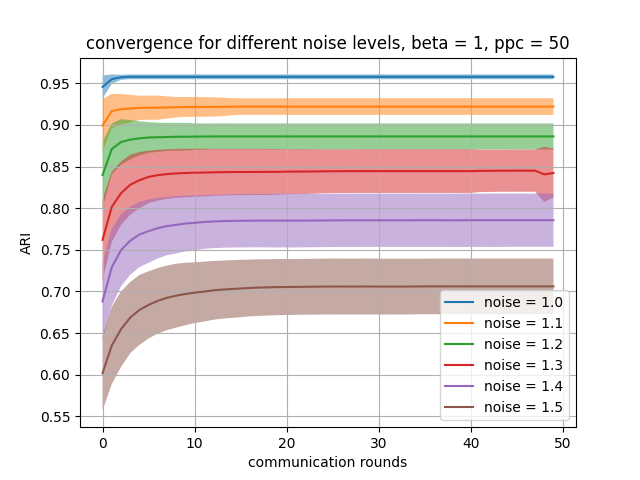 convergence for different noise levels, beta = 1, ppc = 50
ARI
0.95
0.90
0.85
0.80
0.75
0.70
0.65
0.60
0.55
0
10
20
30
40
50
communication rounds
noise = 1.0
noise = 1.1
noise = 1.2
noise = 1.3
noise = 1.4
noise = 1.5